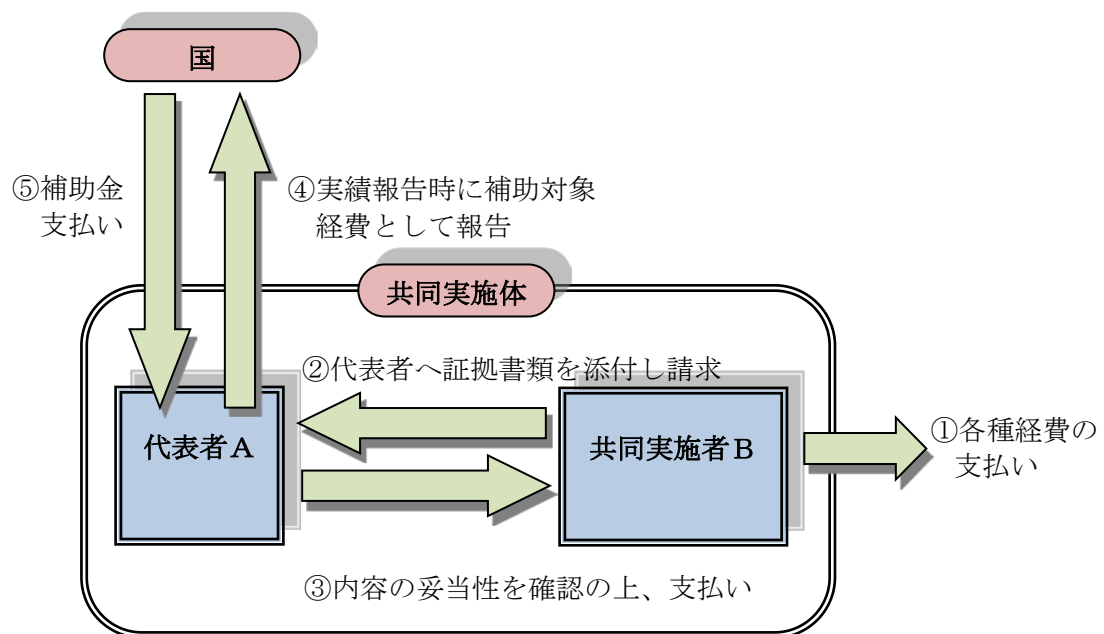 国
⑤補助金
支払い
④実績報告時に補助対象
経費として報告
共同実施体
②代表者へ証拠書類を添付し請求
代表者A
共同実施者B
①各種経費の
支払い
③内容の妥当性を確認の上、支払い